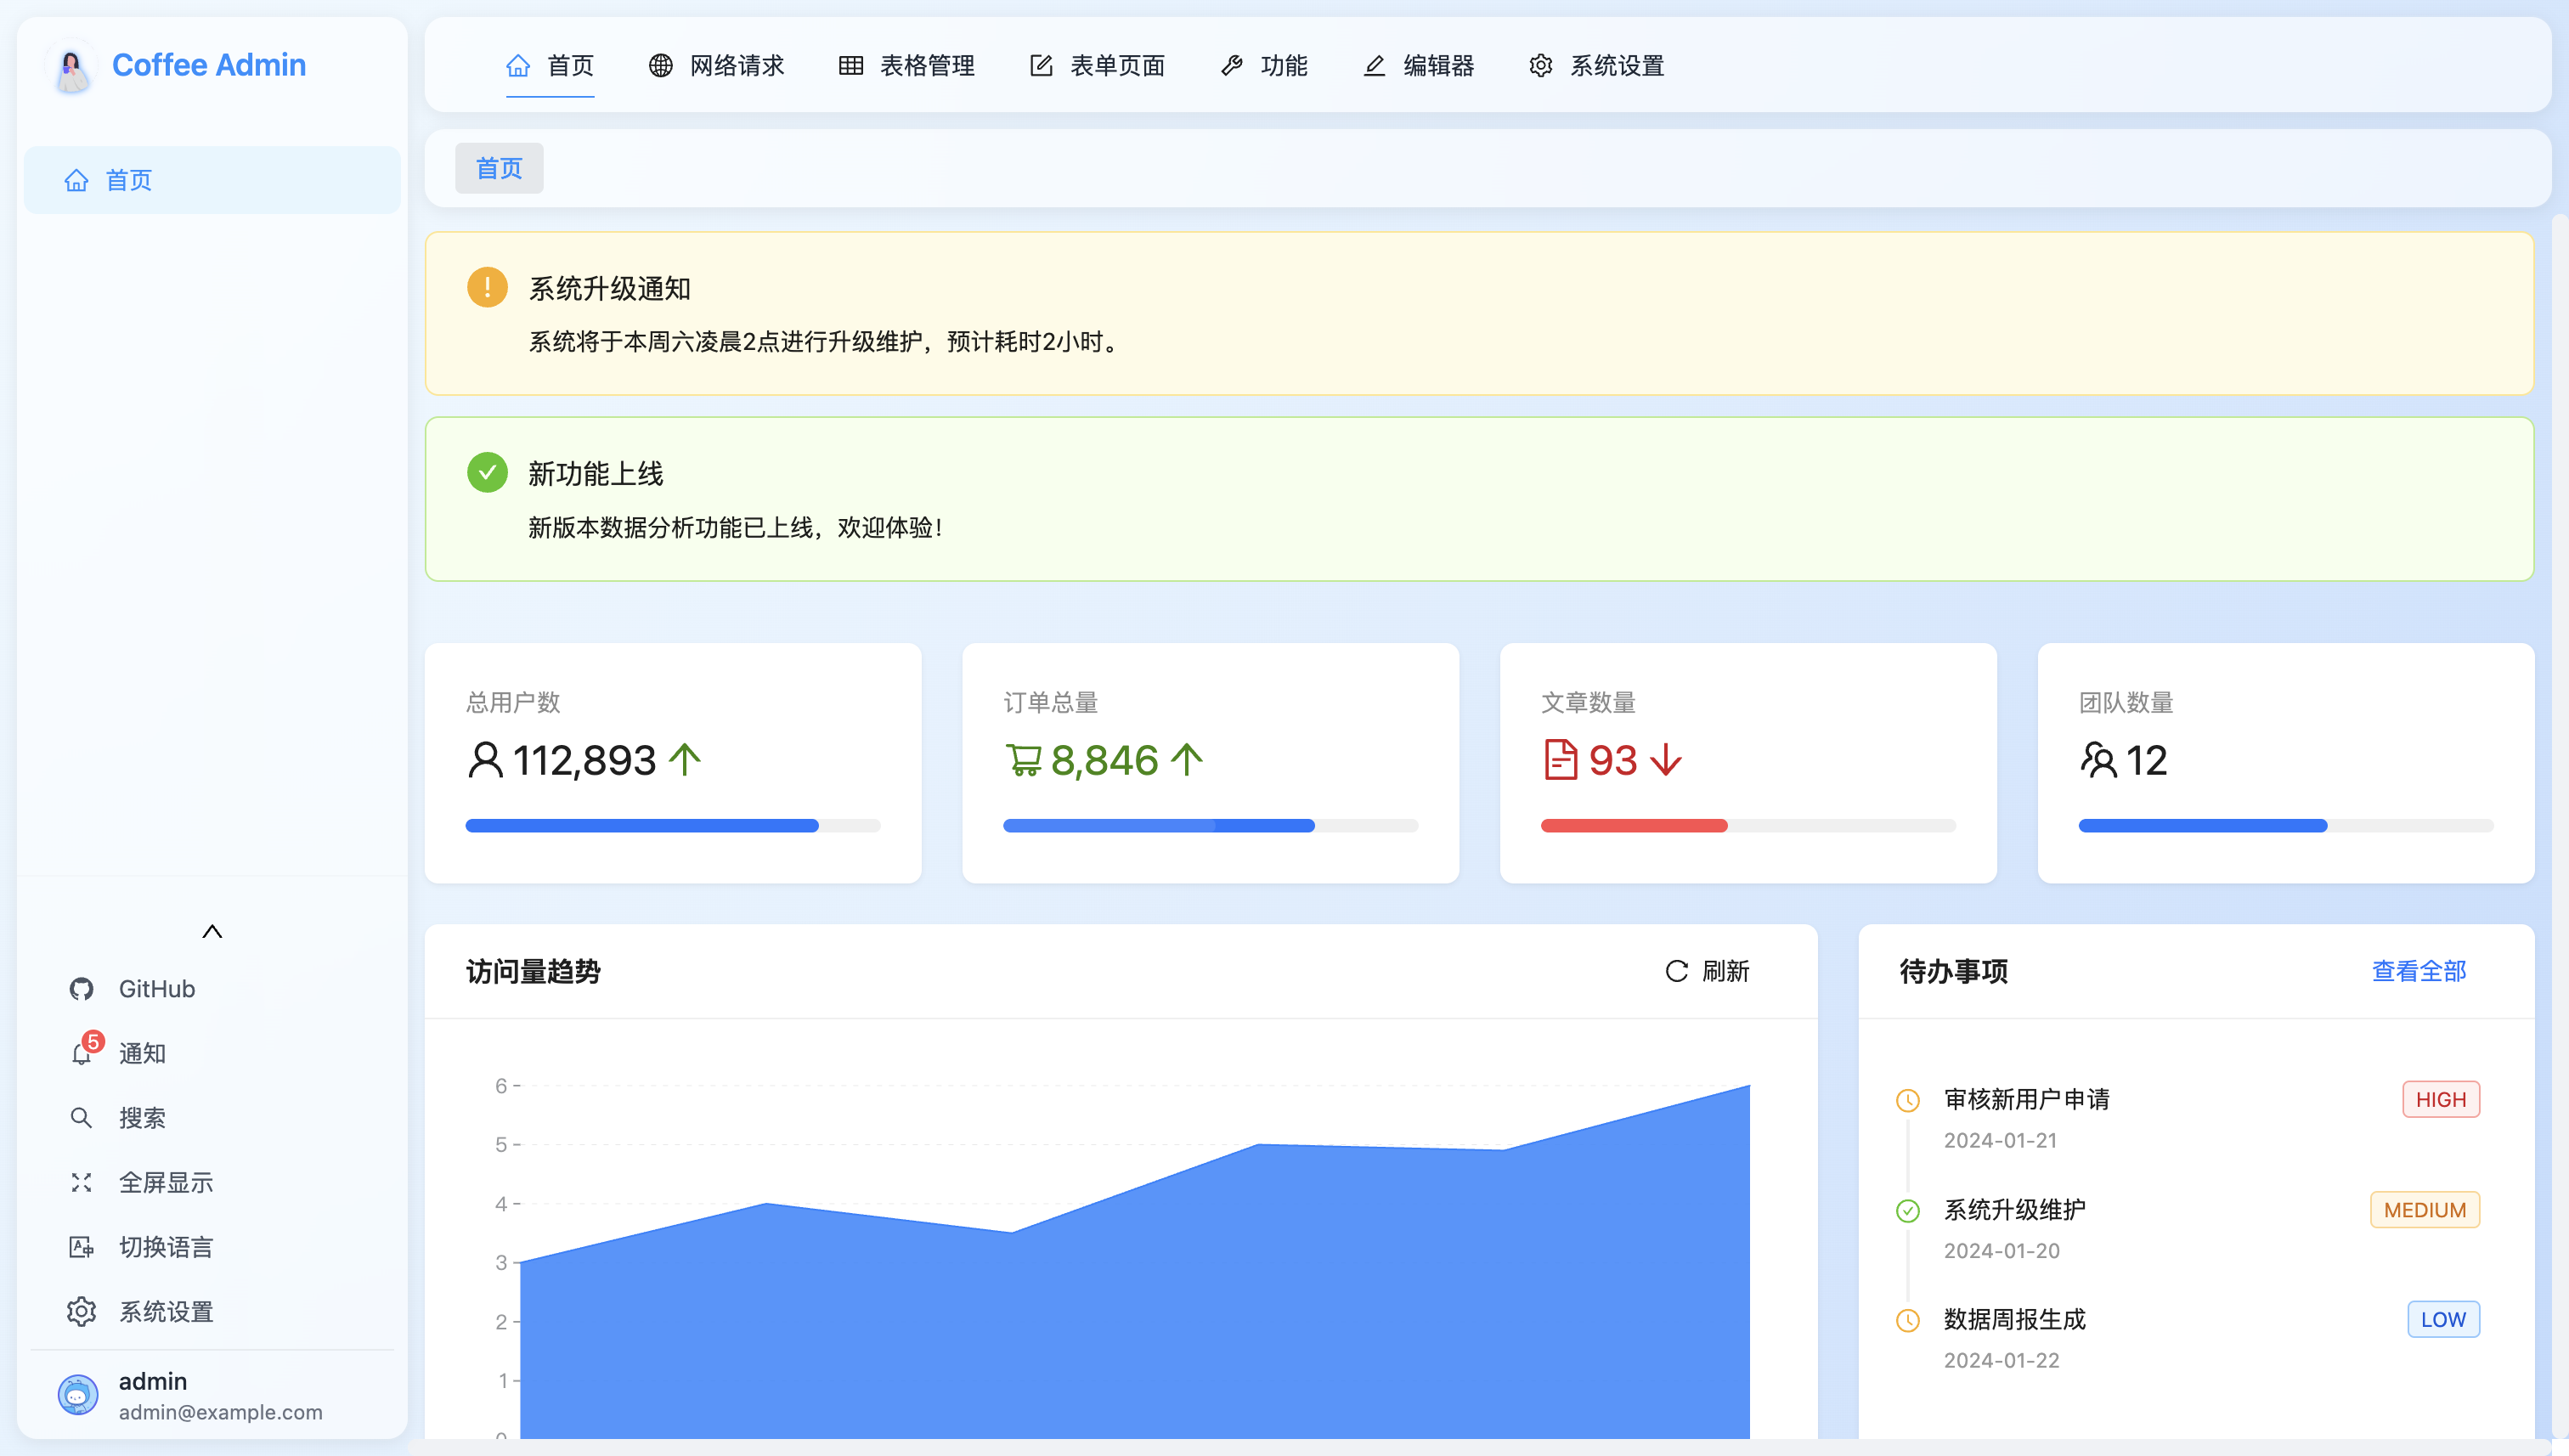 Coffee Admin
首页
首页 网络请求 表格管理 表单页面 功能 编辑器 系统设置
首页
系统升级通知
系统将于本周六凌晨2点进行升级维护，预计耗时2小时。
新功能上线
新版本数据分析功能已上线，欢迎体验！
总用户数
112,893
订单总量
8,846
文章数量
93
团队数量
12
访问量趋势
刷新
6
5
4
3
2
1
0
待办事项
查看全部
审核新用户申请
HIGH
2024-01-21
系统升级维护
MEDIUM
2024-01-20
数据周报生成
LOW
2024-01-22
GitHub
5
通知
搜索
全屏显示
切换语言
系统设置
admin
admin@example.com